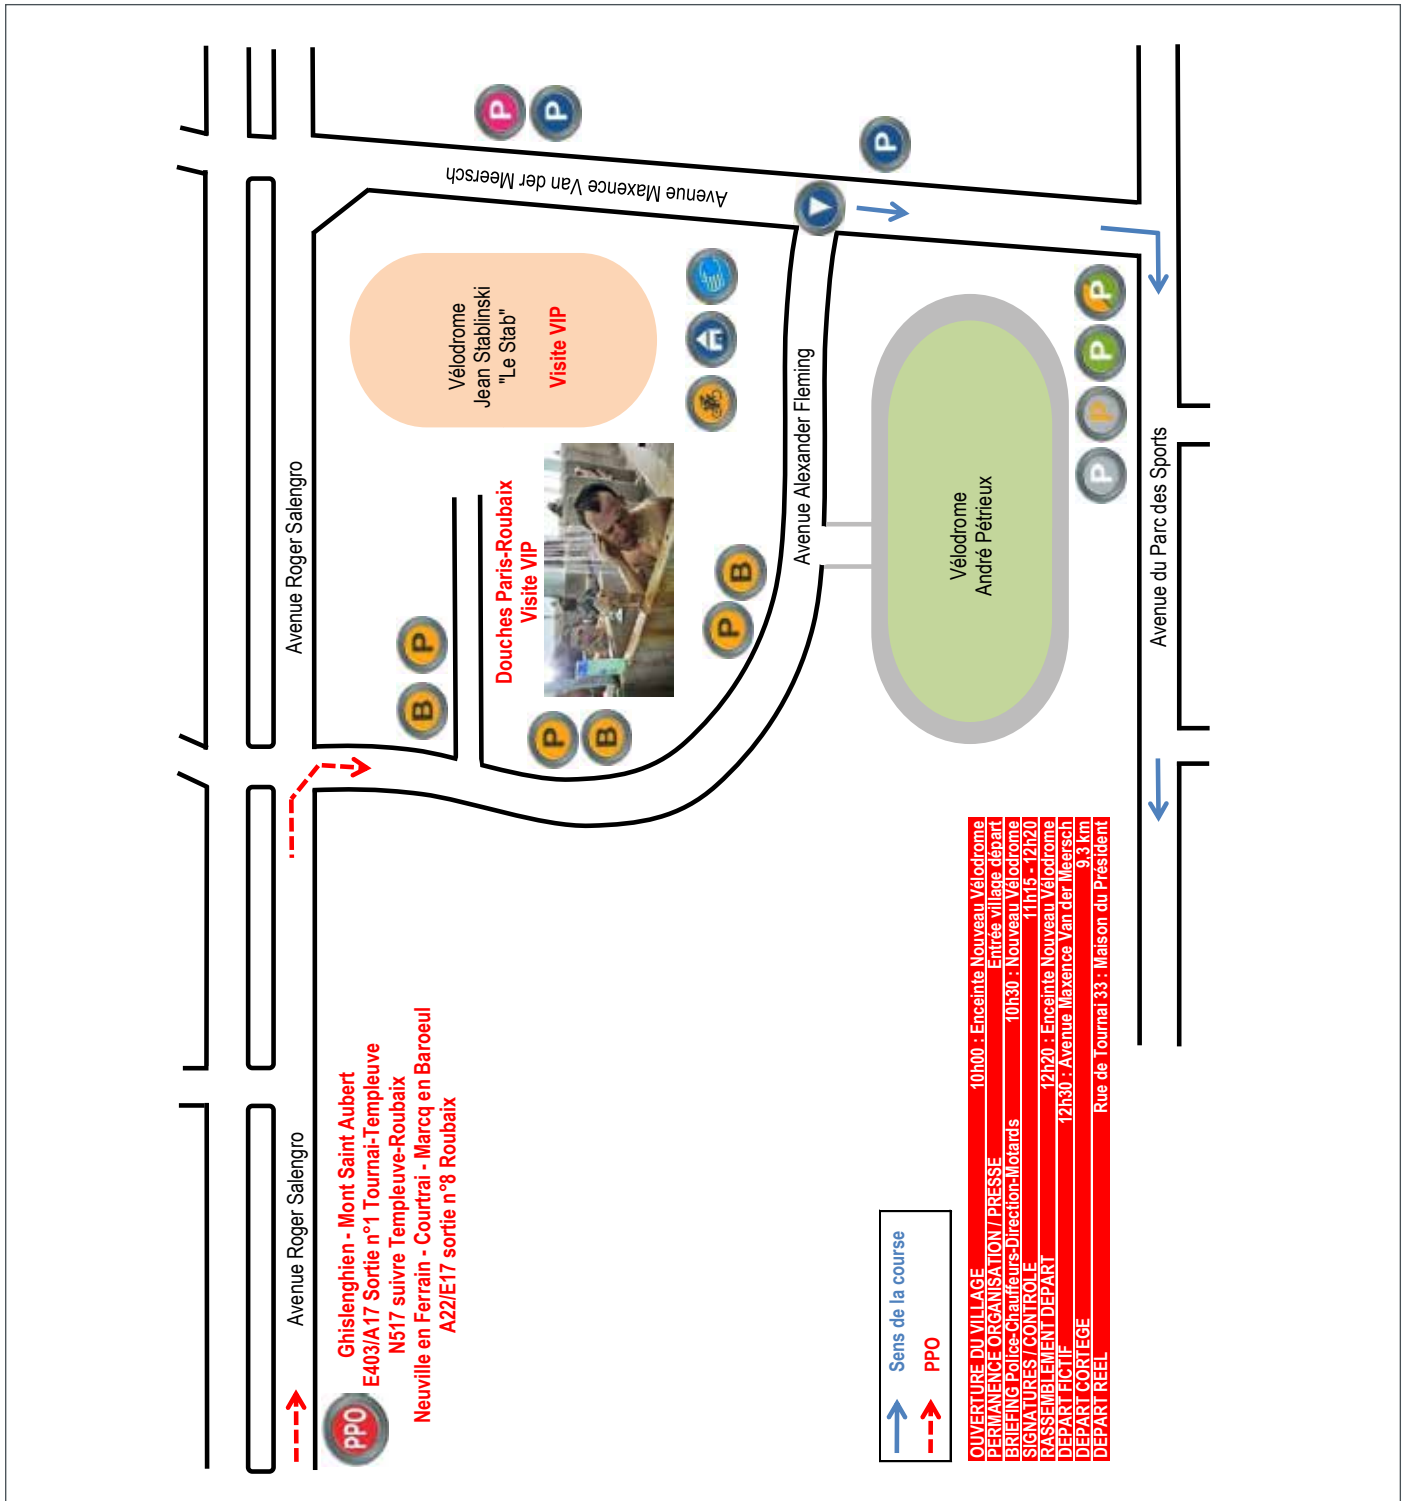 P
P
P
Avenue Maxence Van der Meersch
Vélodrome
Jean Stablinski
"Le Stab"
Visite VIP
Avenue Roger Salengro
Douches Paris-Roubaix
Visite VIP
Avenue Alexander Fleming
Vélodrome
André Pétrieux
P
P
P
P
Avenue du Parc des Sports
B
P
P
B
P
B
Avenue Roger Salengro
PPO
Ghislenghien - Mont Saint Aubert
E403/A17 Sortie n°1 Tournai-Templeuve
N517 suivre Templeuve-Roubaix
Neuville en Ferrain - Courtrai - Marcq en Baroeul
A22/E17 sortie n°8 Roubaix
Sens de la course
PPO
OUVERTURE DU VILLAGE 10h00 : Enceinte Nouveau Vélodrome
PERMANENCE ORGANISATION / PRESSE Entrée village départ
BRIEFING Police-Chauffeurs-Direction-Motards 10h30 : Nouveau Vélodrome
SIGNATURES / CONTROLE 11h15 - 12h20
RASSEMBLEMENT DEPART 12h20 : Enceinte Nouveau Vélodrome
DEPART FICTIF 12h30 : Avenue Maxence Van der Meersch
DEPART CORTEGE 9,3 km
DEPART REEL Rue de Tournai 33 : Maison du Président